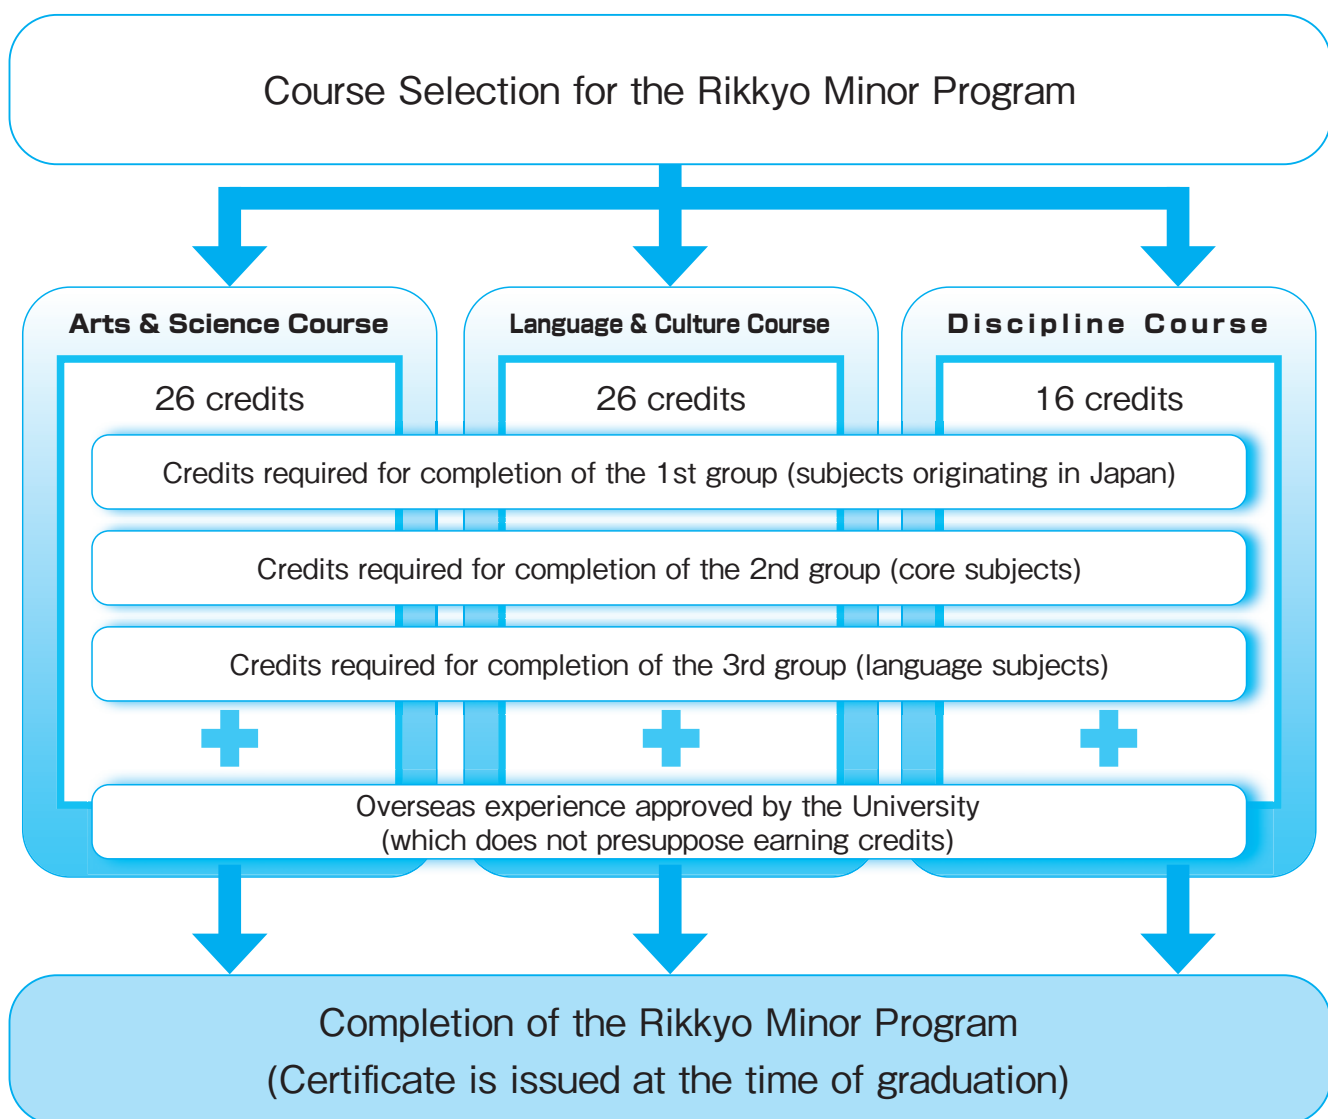 Course Selection for the Rikkyo Minor Program
Arts & Science Course
Language & Culture Course
Discipline Course
26 credits
26 credits
16 credits
Credits required for completion of the 1st group (subjects originating in Japan)
Credits required for completion of the 2nd group (core subjects)
Credits required for completion of the 3rd group (language subjects)
Overseas experience approved by the University
(which does not presuppose earning credits)
Completion of the Rikkyo Minor Program
(Certificate is issued at the time of graduation)